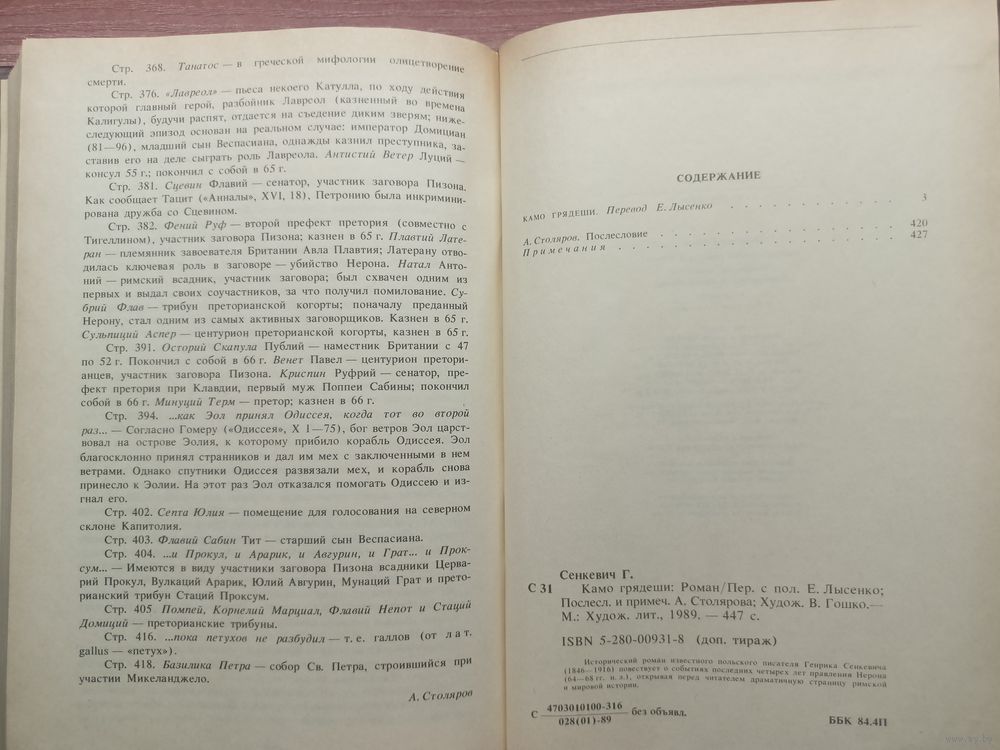 Стр. 368. Танатос — в греческой мифологии олицетворение
смерти.
Стр. 376. «Лавреол» — пьеса некоего Катулла, по ходу действия
которой главный герой, разбойник Лавреол (казненный во времена
Калигулы), будучи распят, отдается на съедение диким зверям; ниже-
следующий эпизод основан на реальном случае: император Домициан
(81—96), младший сын Веспасиана, однажды казнил преступника, за-
ставив его на деле сыграть роль Лавреола. Антистий Ветер Луций —
консул 55 г.; покончил с собой в 65 г.
Стр. 381. Сцевин Флавий — сенатор, участник заговора Пизона.
Как сообщает Тацит («Анналы», XVI, 18), Петронию была инкримини-
рована дружба со Сцевином.
Стр. 382. Фений Руф — второй префект претория (совместно с
Тигеллином), участник заговора Пизона; казнен в 65 г. Плавтий Лате-
ран — племянник завоевателя Британии Авла Плавтия; Латерану отво-
дилась ключевая роль в заговоре — убийство Нерона. Натал Анто-
ний — римский всадник, участник заговора; был схвачен одним из
первых и выдал своих соучастников, за что получил помилование. Су-
брий Флав — трибун преторианской когорты; поначалу преданный
Нерону, стал одним из самых активных заговорщиков. Казнен в 65 г.
Сульпиций Аспер — центурион преторианской когорты, казнен в 65 г.
Стр. 391. Осторий Скапула Публий — наместник Британии с 47
по 52 г. Покончил с собой в 66 г. Венет Павел — центурион претори-
анцев, участник заговора Пизона. Криспин Руфрий — сенатор, пре-
фект претория при Клавдии, первый муж Поппеи Сабины; покончил
собой в 66 г. Минуций Терм — претор; казнен в 66 г.
Стр. 394. ...как Эол принял Одиссея, когда тот во второй
раз... — Согласно Гомеру («Одиссея», X 1—75), бог ветров Эол царст-
вовал на острове Эолия, к которому прибило корабль Одиссея. Эол
благосклонно принял странников и дал им мех с заключенными в нем
ветрами. Однако спутники Одиссея развязали мех, и корабль снова
принесло к Эолии. На этот раз Эол отказался помогать Одиссею и из-
гнал его.
Стр. 402. Септа Юлия — помещение для голосования на северном
склоне Капитолия.
Стр. 403. Флавий Сабин Тит — старший сын Веспасиана.
Стр. 404. ...и Прокул, и Арарик, и Авгурин, и Грат... и Прок-
сум... — Имеются в виду участники заговора Пизона всадники Церва-
рий Прокул, Вулкаций Арарик, Юлий Авгурин, Мунаций Грат и прето-
рианский трибун Стаций Проксум.
Стр. 405 Помпей, Корнелий Марциал, Флавий Непот и Стаций
Домиций — преторианские трибуны.
Стр. 416. ...пока петухов не разбудил — т. е. галлов (от лат.
gallus — «петух»).
Стр. 418. Базилика Петра — собор Св. Петра, строившийся при
участии Микеланджело.
А. Столяров
СОДЕРЖАНИЕ
КАМО ГРЯДЕШИ. Перевод Е. Лысенко . . . . . . . . . . . . 3
А. Столяров. Послесловие . . . . . . . . . . . . . . 420
Примечания . . . . . . . . . . . . . . . . 427
Сенкевич Г.
С 31 Камо грядеши: Роман/Пер. с пол. Е. Лысенко;
Послесл. и примеч. А. Столярова; Худож. В. Гошко.—
М.: Худож. лит., 1989. — 447 с.
ISBN 5-280-00931-8 (доп. тираж)
Исторический роман известного польского писателя Генрика Сенкевича
(1846—1916) повествует о событиях последних четырех лет правления Нерона
(64—68 гг. н.э.), открывая перед читателем драматичную страницу римской
и мировой истории.
С 4703010100-316 без объявл.
028(01)-89
ББК 84.4П